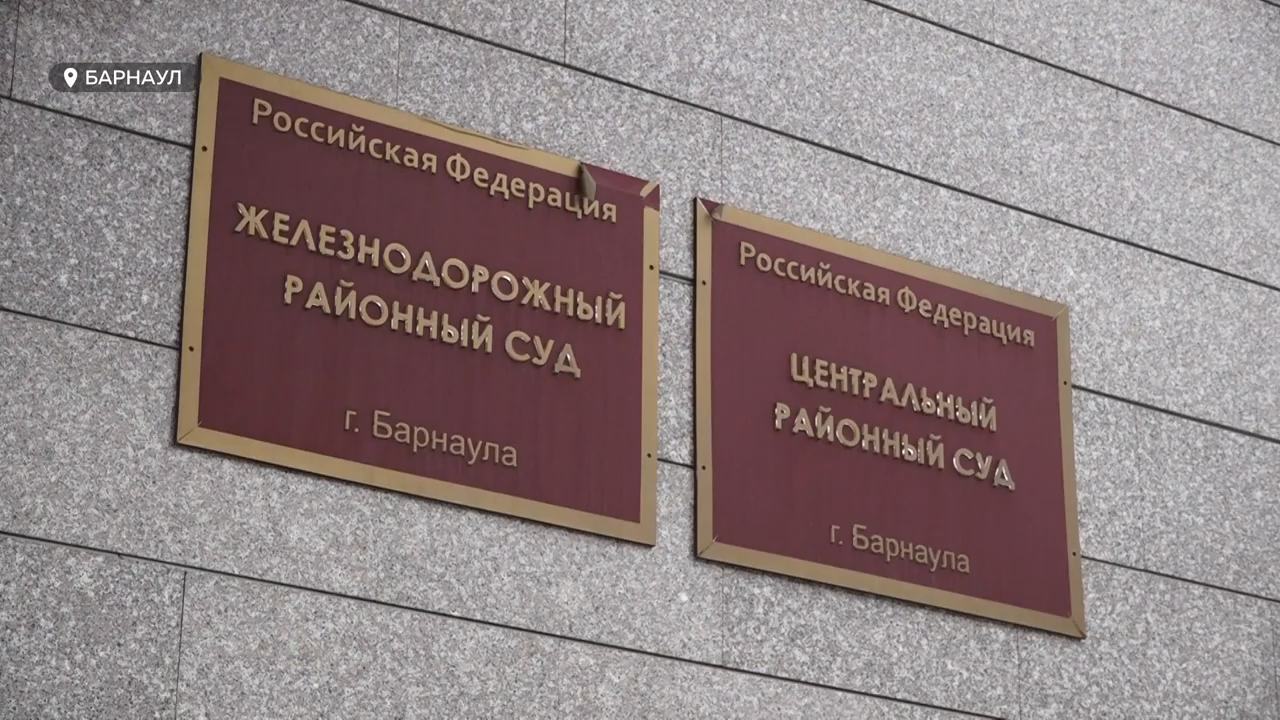 БАРНАУЛ
Российская Федерация
ЖЕЛЕЗНОДОРОЖНЫЙ
РАЙОННЫЙ СУД
г. Барнаула
Российская Федерация
ЦЕНТРАЛЬНЫЙ
РАЙОННЫЙ СУД
г. Барнаула